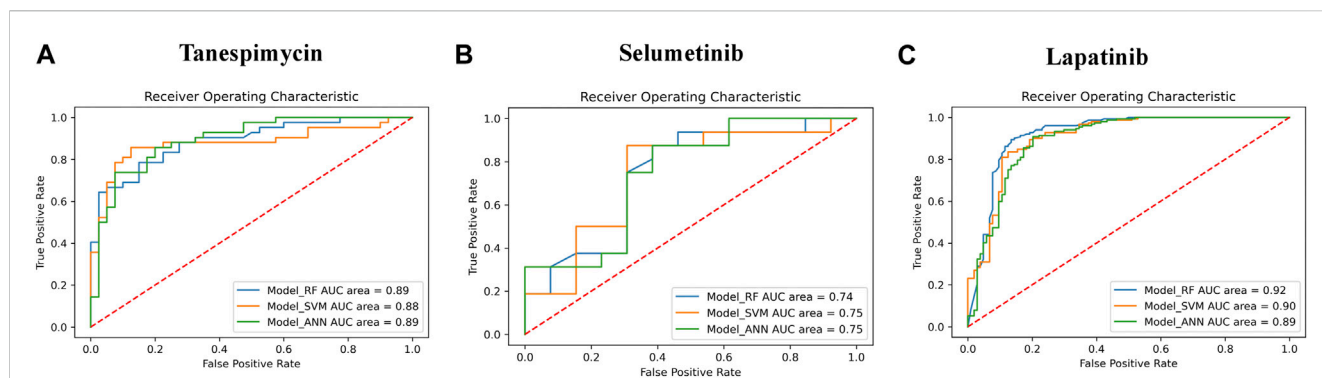 A
Tanespimycin
Receiver Operating Characteristic
1.0
0.8
0.6
0.4
0.2
0.0
True Positive Rate
Model_RF AUC area = 0.89
Model_SVM AUC area = 0.88
Model_ANN AUC area = 0.89
0.0 0.2 0.4 0.6 0.8 1.0
False Positive Rate
B
Selumetinib
Receiver Operating Characteristic
1.0
0.8
0.6
0.4
0.2
0.0
True Positive Rate
Model_RF AUC area = 0.74
Model_SVM AUC area = 0.75
Model_ANN AUC area = 0.75
0.0 0.2 0.4 0.6 0.8 1.0
False Positive Rate
C
Lapatinib
Receiver Operating Characteristic
1.0
0.8
0.6
0.4
0.2
0.0
True Positive Rate
Model_RF AUC area = 0.92
Model_SVM AUC area = 0.90
Model_ANN AUC area = 0.89
0.0 0.2 0.4 0.6 0.8 1.0
False Positive Rate